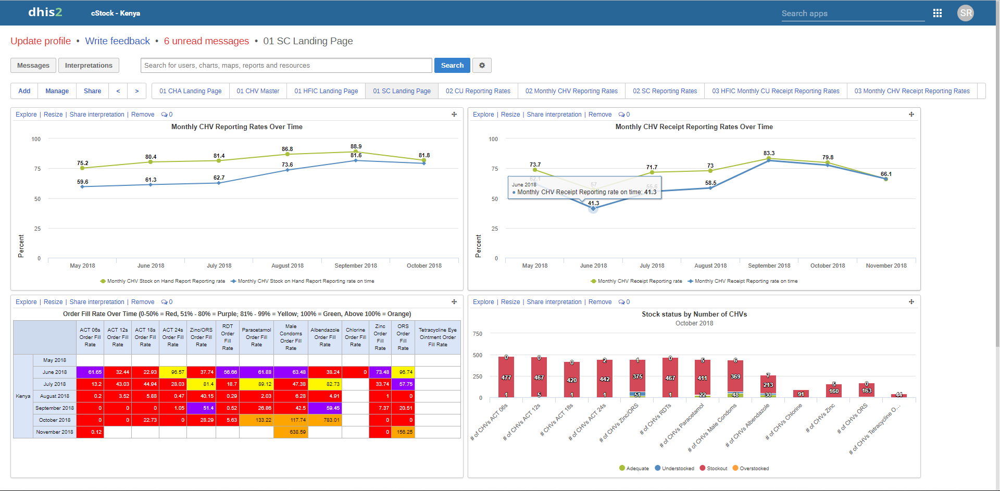 dhis2 cStock - Kenya Search apps SR
Update profile • Write feedback • 6 unread messages • 01 SC Landing Page
Messages Interpretations Search for users, charts, maps, reports and resources Search
Add Manage Share < > 01 CHA Landing Page 01 CHV Master 01 HFIC Landing Page 01 SC Landing Page 02 CU Reporting Rates 02 Monthly CHV Reporting Rates 02 SC Reporting Rates 03 HFIC Monthly CU Receipt Reporting Rates 03 Monthly CHV Receipt Reporting Rates
Explore | Resize | Share interpretation | Remove 0
Monthly CHV Reporting Rates Over Time
100
75
50
25
0
Percent
75.2 80.4 81.4 86.8 88.9 81.8
59.6 61.3 62.7 73.6 81.6
May 2018 June 2018 July 2018 August 2018 September 2018 October 2018
Monthly CHV Stock on Hand Report Reporting rate Monthly CHV Stock on Hand Report Reporting rate on time
Explore | Resize | Share interpretation | Remove 0
Monthly CHV Receipt Reporting Rates Over Time
100
75
50
25
0
Percent
73.7 57 71.7 73 83.3 79.8 66.1
62.1 41.3 55.6 58.5
June 2018
Monthly CHV Receipt Reporting rate on time: 41.3
May 2018 June 2018 July 2018 August 2018 September 2018 October 2018 November 2018
Monthly CHV Receipt Reporting rate Monthly CHV Receipt Reporting rate on time
Explore | Resize | Share interpretation | Remove 0
Order Fill Rate Over Time (0-50% = Red, 51% - 80% = Purple; 81% - 99% = Yellow; 100% = Green, Above 100% = Orange)
ACT 06s Order Fill Rate ACT 12s Order Fill Rate ACT 18s Order Fill Rate ACT 24s Order Fill Rate Zinc/ORS Order Fill Rate RDT Order Fill Rate Paracetamol Order Fill Rate Male Condoms Order Fill Rate Albendazole Order Fill Rate Chlorine Order Fill Rate Zinc Order Fill Rate ORS Order Fill Rate Tetracycline Eye Ointment Order Fill Rate
Kenya
May 2018
June 2018 61.65 32.44 22.93 96.57 37.74 56.66 61.88 63.48 38.24 0 73.48 96.74
July 2018 13.2 43.03 44.94 28.03 81.4 18.7 89.12 47.38 82.73 33.74 57.75
August 2018 0.2 3.52 5.88 0.47 40.15 0.29 2.03 6.28 4.91 1 0
September 2018 0 0 0 1.05 51.4 0.52 26.86 42.5 59.45 7.37 20.51
October 2018 0 0 22.73 0 28.29 5.63 133.22 117.74 783.01 0 0
November 2018 0.12 638.59 0 156.25
Explore | Resize | Share interpretation | Remove 0
Stock status by Number of CHVs
October 2018
750
500
250
0
0 0 0 2 1 0 5 6 7 5 0
477 467 420 442 375 467 411 369 213 91 160 163 44
1 5 1 1 51 1 22 48 30
# of CHVs ACT 06s
# of CHVs ACT 12s
# CHVs ACT 18s
# of CHVs ACT 24s
# of CHVs Zinc/ORS
# of CHVs RDTs
# of CHVs Paracetamol
# of CHVs Male Condoms
# of CHVs Albendazole
# of CHVs Chlorine
# of CHVs Zinc
# of CHVs ORS
# of CHVs Tetracycline O...
Adequate Understocked Stockout Overstocked